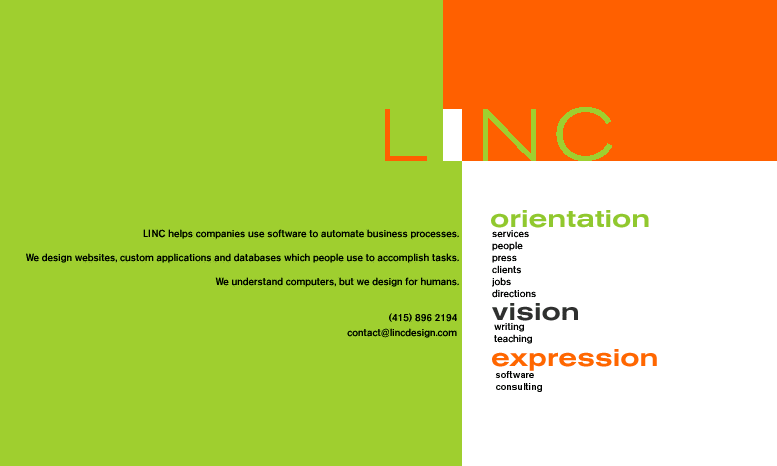 LINC
LINC helps companies use software to automate business processes.
We design websites, custom applications and databases which people use to accomplish tasks.
We understand computers, but we design for humans.
(415) 896 2194
contact@lincdesign.com
orientation
services
people
press
clients
jobs
directions
vision
writing
teaching
expression
software
consulting